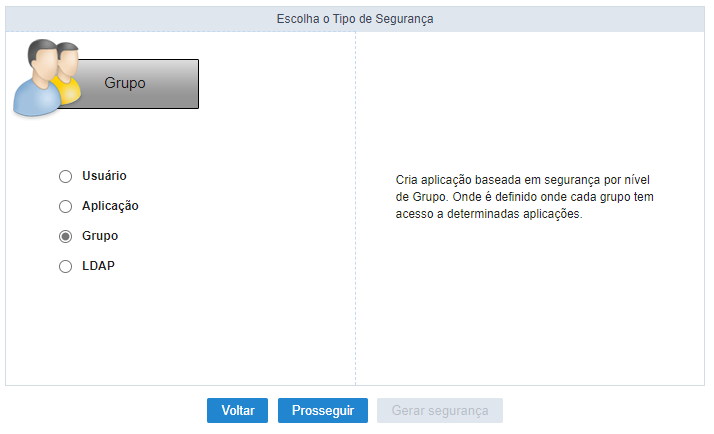 Escolha o Tipo de Segurança
Grupo
Usuário
Aplicação
Grupo
LDAP
Cria aplicação baseada em segurança por nível
de Grupo. Onde é definido onde cada grupo tem
acesso a determinadas aplicações.
Voltar
Prosseguir
Gerar segurança